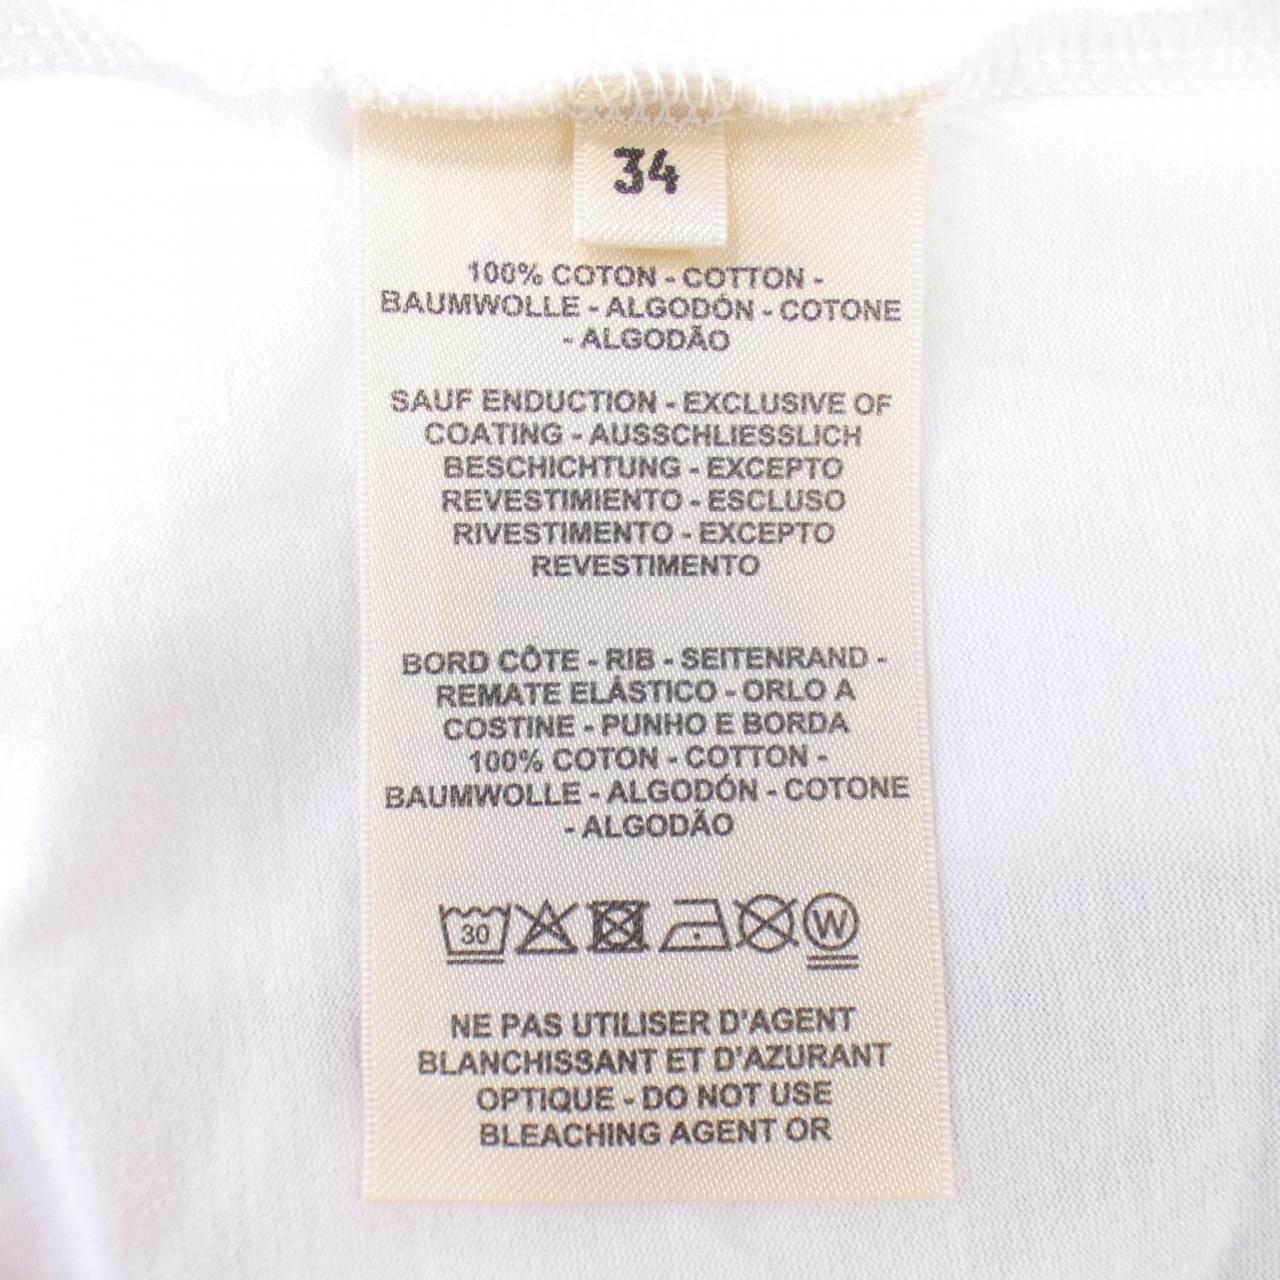 34
100% COTON - COTTON -
BAUMWOLLE - ALGODÓN - COTONE
- ALGODÃO
SAUF ENDUCTION - EXCLUSIVE OF
COATING - AUSSCHLIESSLICH
BESCHICHTUNG - EXCEPTO
REVESTIMIENTO - ESCLUSO
RIVESTIMENTO - EXCEPTO
REVESTIMENTO
BORD CÔTE - RIB - SEITENRAND -
REMATE ELÁSTICO - ORLO A
COSTINE - PUNHO E BORDA
100% COTON - COTTON -
BAUMWOLLE - ALGODÓN - COTONE
- ALGODÃO
30 W
NE PAS UTILISER D'AGENT
BLANCHISSANT ET D'AZURANT
OPTIQUE - DO NOT USE
BLEACHING AGENT OR